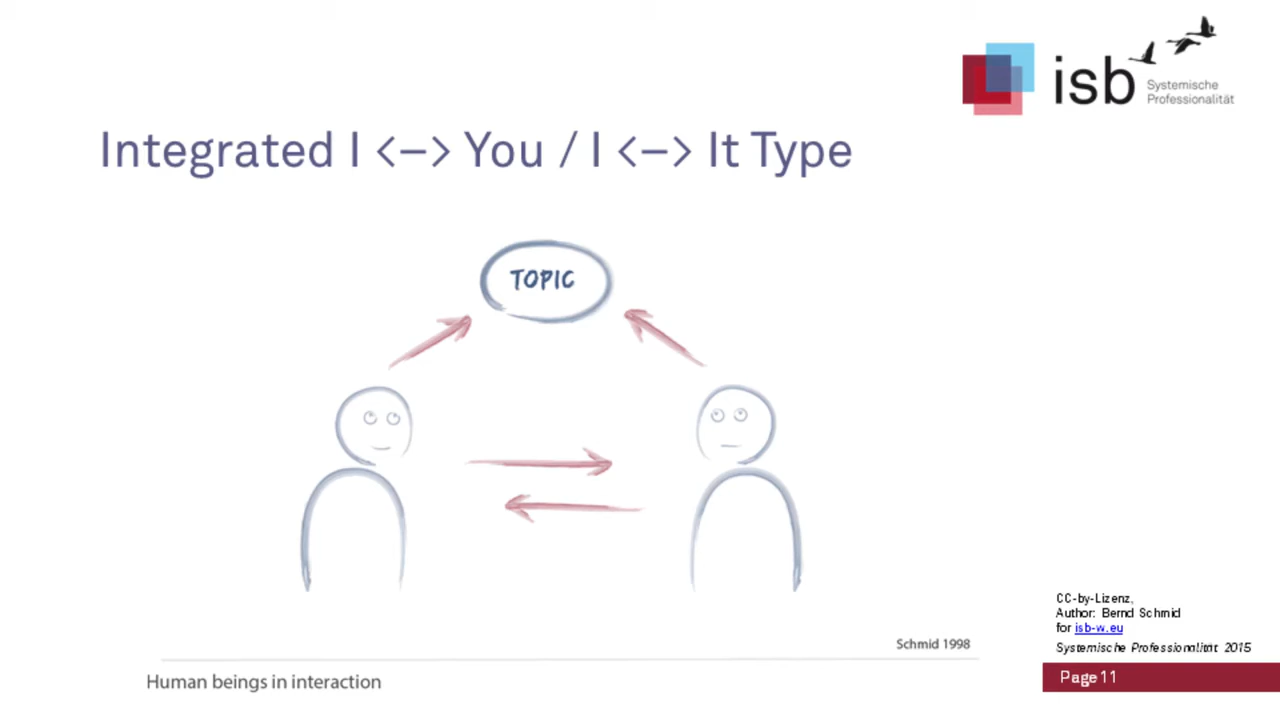 isb
Systemische
Professionalität
Integrated I <–> You / I <–> It Type
TOPIC
CC-by-Lizenz,
Author: Bernd Schmid
for isb-w.eu
Systemische Professionalität 2015
Schmid 1998
Page 11
Human beings in interaction